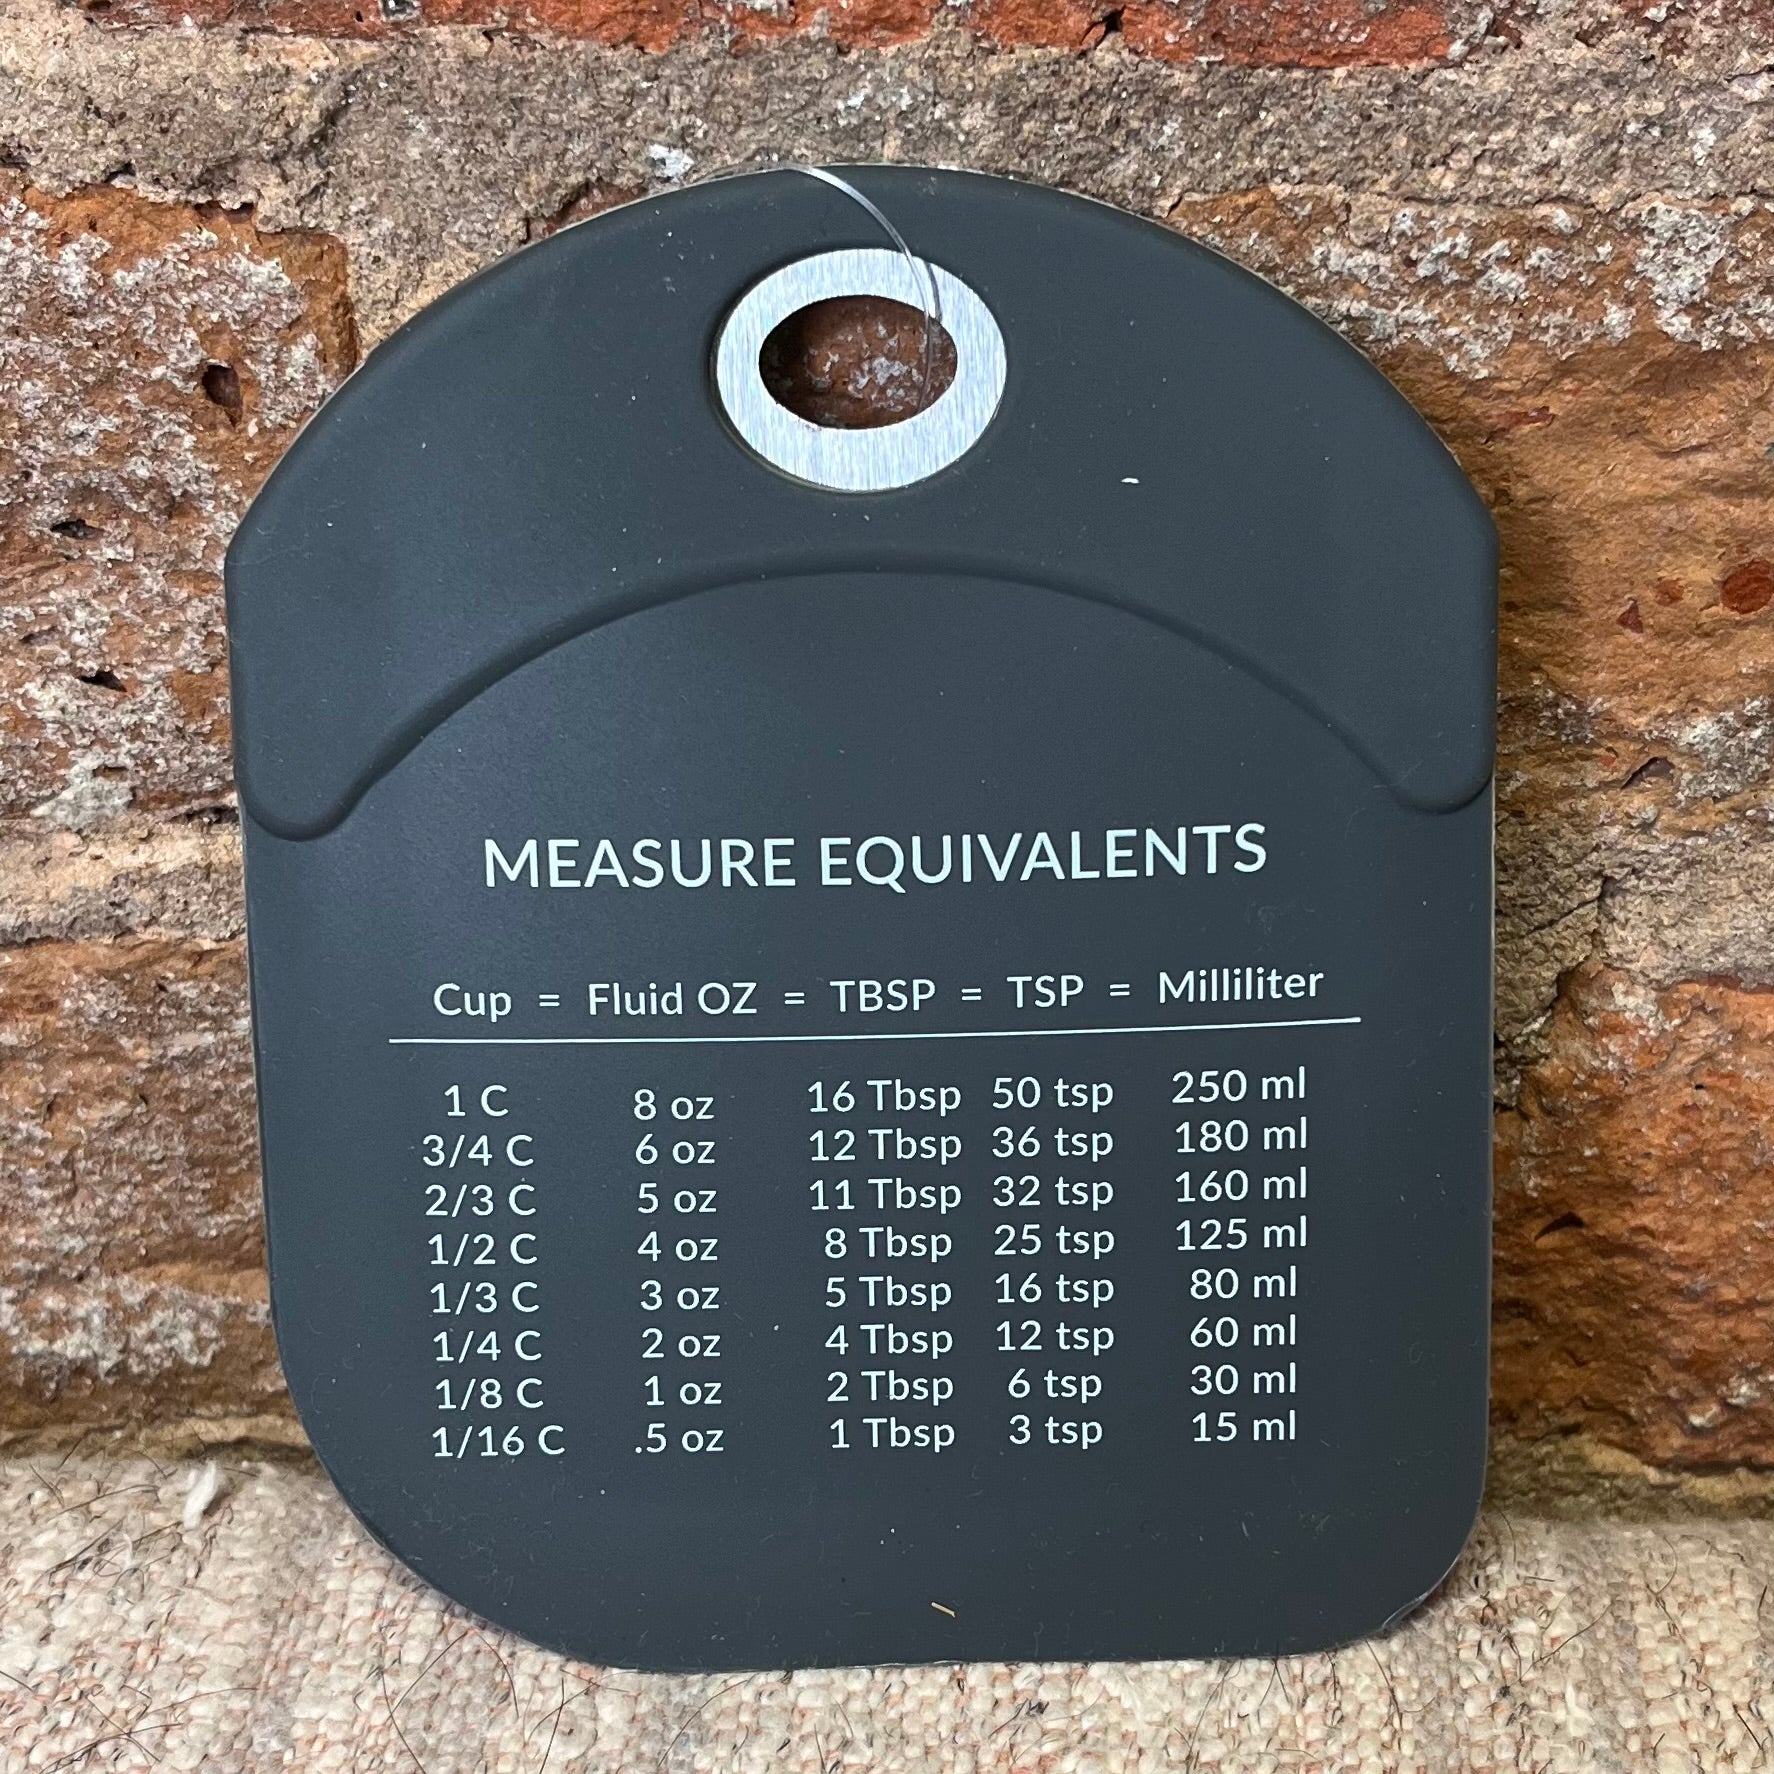 MEASURE EQUIVALENTS
Cup = Fluid OZ = TBSP = TSP = Milliliter
1 C 8 oz 16 Tbsp 50 tsp 250 ml
3/4 C 6 oz 12 Tbsp 36 tsp 180 ml
2/3 C 5 oz 11 Tbsp 32 tsp 160 ml
1/2 C 4 oz 8 Tbsp 25 tsp 125 ml
1/3 C 3 oz 5 Tbsp 16 tsp 80 ml
1/4 C 2 oz 4 Tbsp 12 tsp 60 ml
1/8 C 1 oz 2 Tbsp 6 tsp 30 ml
1/16 C .5 oz 1 Tbsp 3 tsp 15 ml